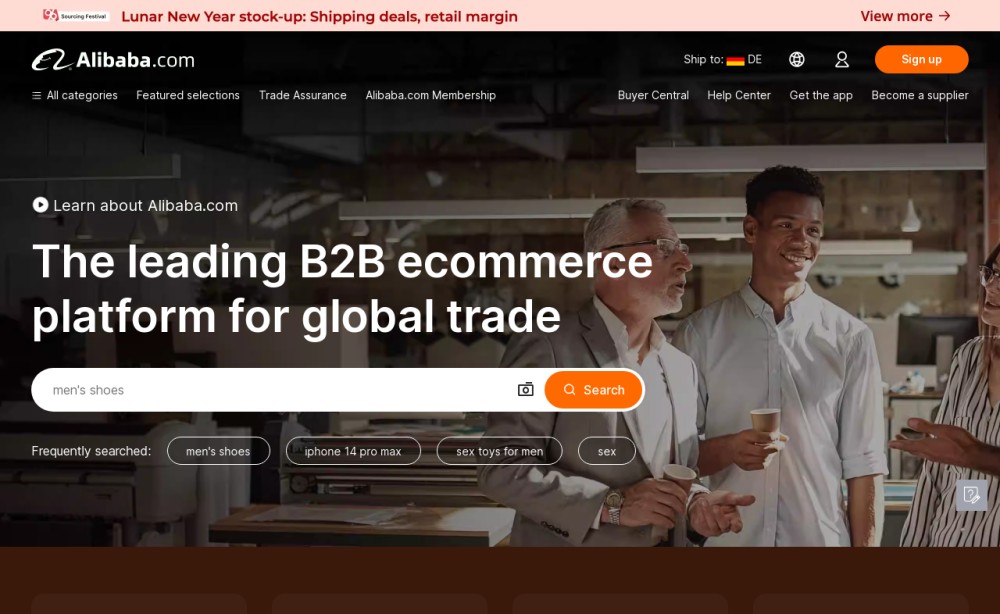 Sourcing Festival
Lunar New Year stock-up: Shipping deals, retail margin
View more
Alibaba.com
Ship to: DE
Sign up
All categories
Featured selections
Trade Assurance
Alibaba.com Membership
Buyer Central
Help Center
Get the app
Become a supplier
Learn about Alibaba.com
The leading B2B ecommerce
platform for global trade
men's shoes
Search
Frequently searched:
men's shoes
iphone 14 pro max
sex toys for men
sex